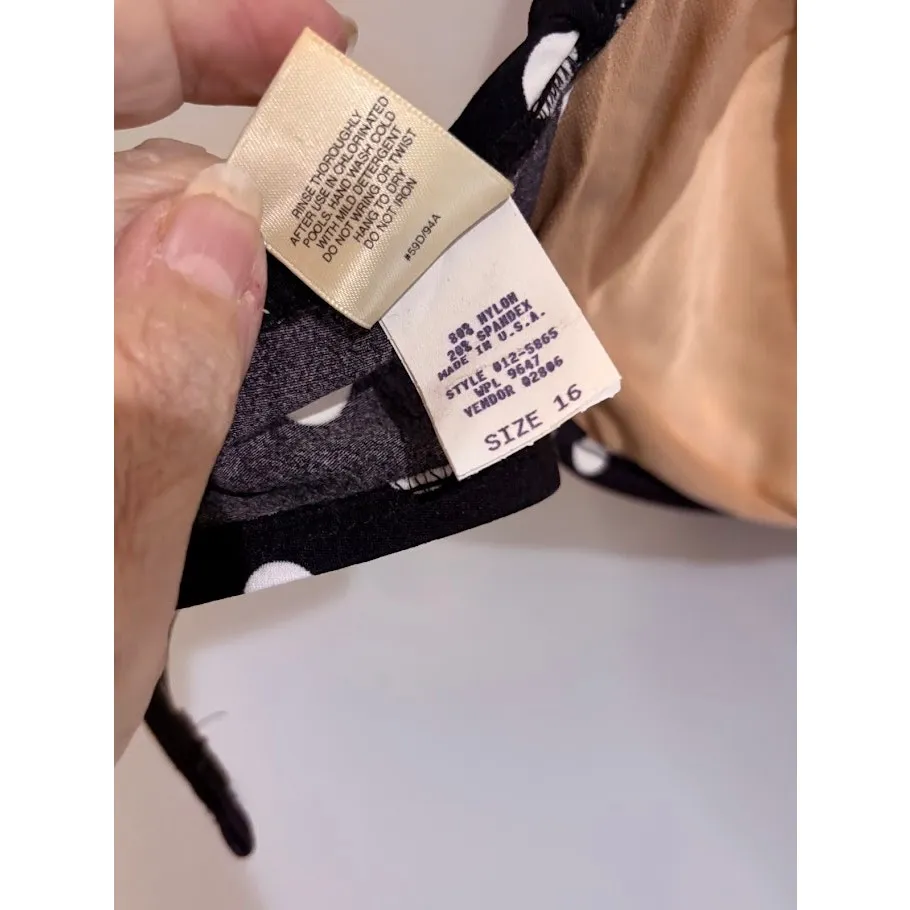 RINSE THOROUGHLY
AFTER USE IN CHLORINATED
POOLS. HAND WASH COLD
WITH MILD DETERGENT
DO NOT WRING OR TWIST
HANG TO DRY
DO NOT IRON
#59D/94A
80% NYLON
20% SPANDEX
MADE IN U.S.A.
STYLE 012-5865
WPL 9647
VENDOR 02806
SIZE 16